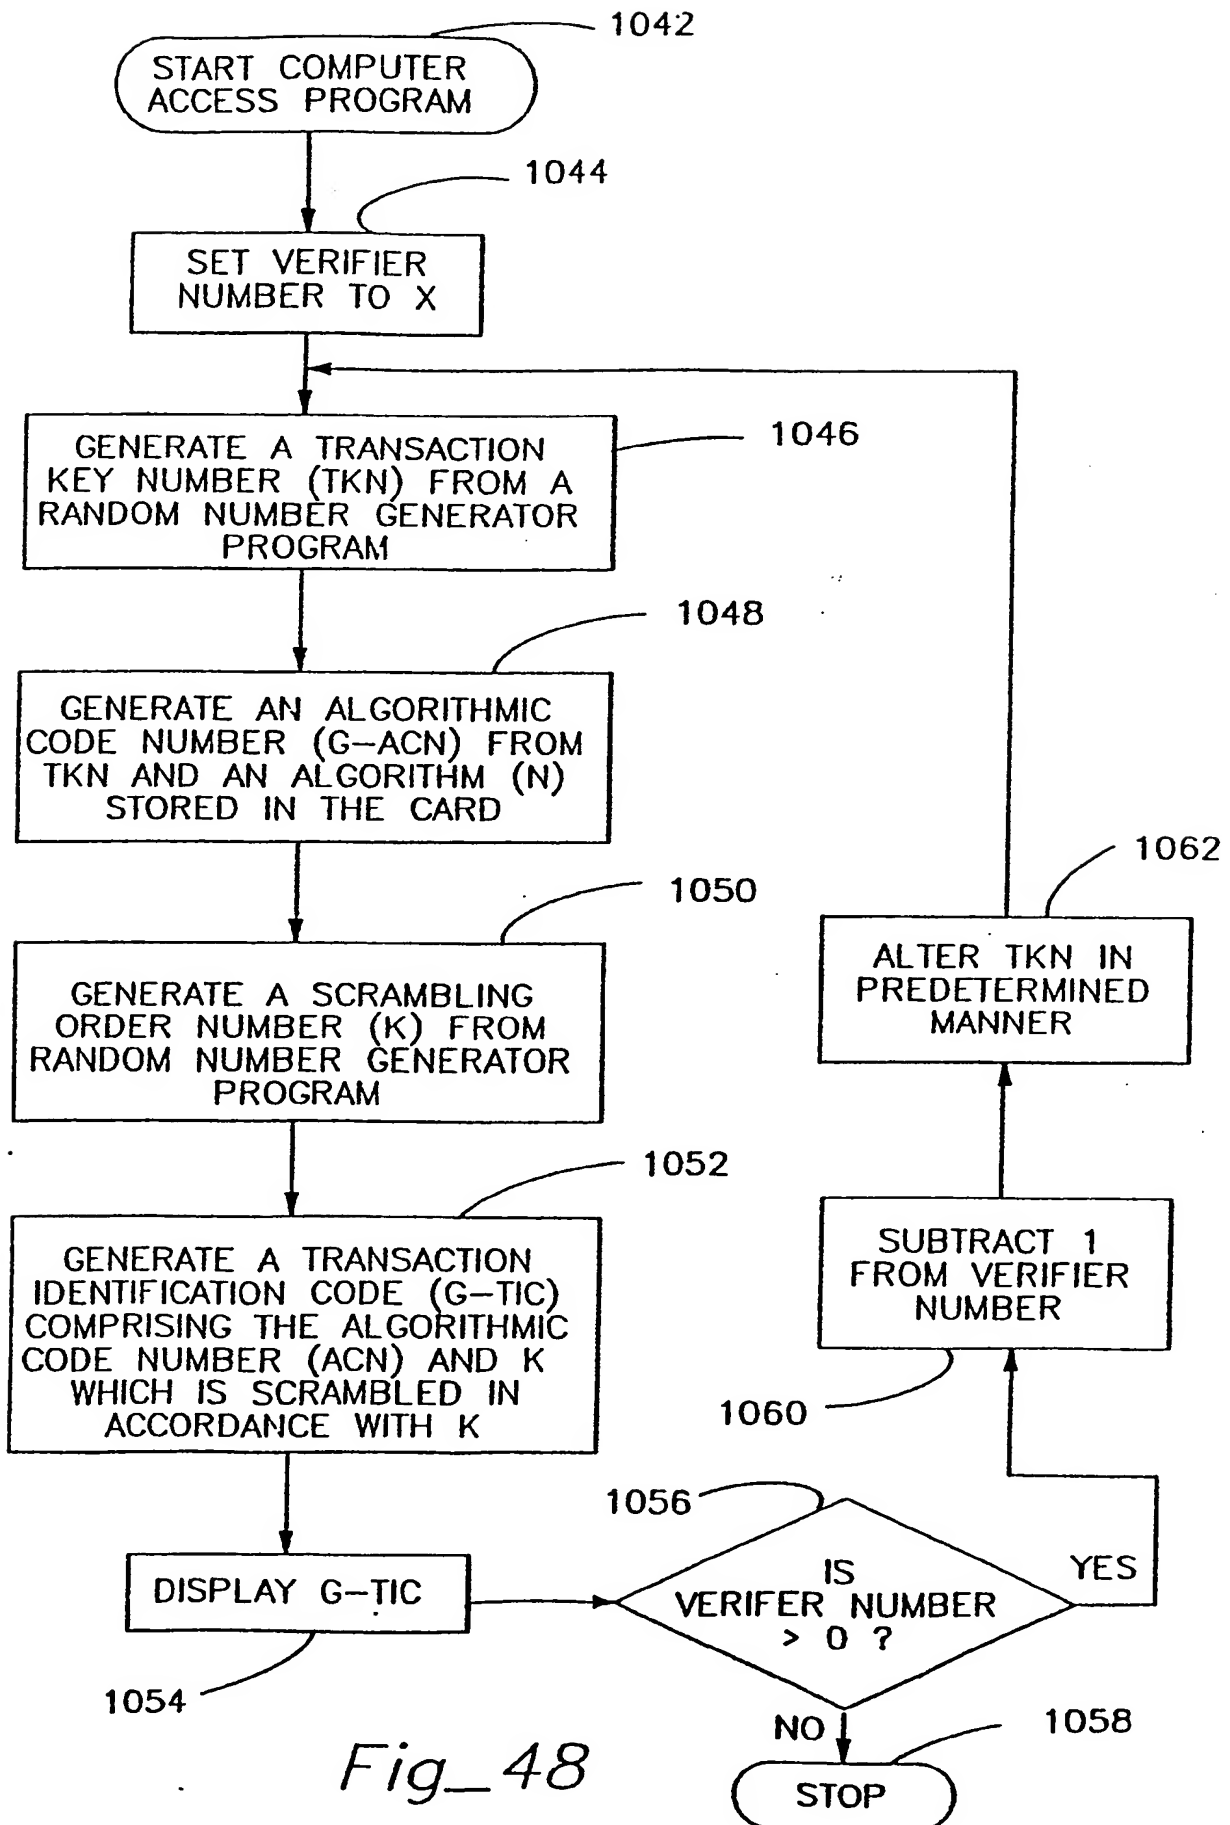 1042
START COMPUTER
ACCESS PROGRAM
1044
SET VERIFIER
NUMBER TO X
1046
GENERATE A TRANSACTION
KEY NUMBER (TKN) FROM A
RANDOM NUMBER GENERATOR
PROGRAM
1048
GENERATE AN ALGORITHMIC
CODE NUMBER (G-ACN) FROM
TKN AND AN ALGORITHM (N)
STORED IN THE CARD
1050
GENERATE A SCRAMBLING
ORDER NUMBER (K) FROM
RANDOM NUMBER GENERATOR
PROGRAM
1052
GENERATE A TRANSACTION
IDENTIFICATION CODE (G-TIC)
COMPRISING THE ALGORITHMIC
CODE NUMBER (ACN) AND K
WHICH IS SCRAMBLED IN
ACCORDANCE WITH K
DISPLAY G-TIC
1054
1056
IS
VERIFER NUMBER
> 0 ?
YES
NO
1058
STOP
1060
SUBTRACT 1
FROM VERIFIER
NUMBER
1062
ALTER TKN IN
PREDETERMINED
MANNER
Fig_48